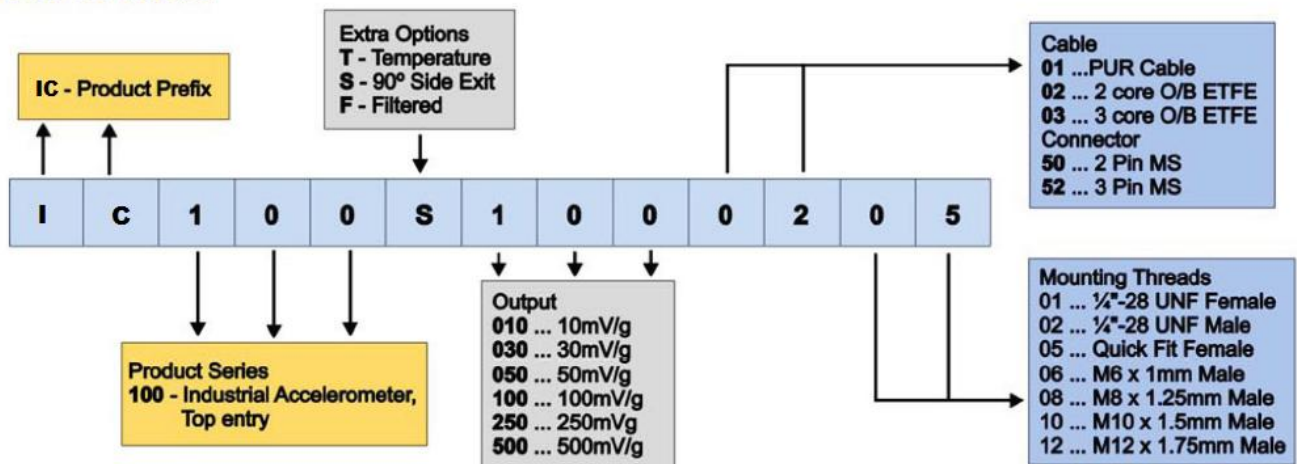 Extra Options
T - Temperature
S - 90º Side Exit
F - Filtered
IC - Product Prefix
Cable
01 ...PUR Cable
02 ... 2 core O/B ETFE
03 ... 3 core O/B ETFE
Connector
50 ... 2 Pin MS
52 ... 3 Pin MS
I C 1 0 0 S 1 0 0 0 2 0 5
Product Series
100 - Industrial Accelerometer,
Top entry
Output
010 ... 10mV/g
030 ... 30mV/g
050 ... 50mV/g
100 ... 100mV/g
250 ... 250mVg
500 ... 500mV/g
Mounting Threads
01 ... ¼"-28 UNF Female
02 ... ¼"-28 UNF Male
05 ... Quick Fit Female
06 ... M6 x 1mm Male
08 ... M8 x 1.25mm Male
10 ... M10 x 1.5mm Male
12 ... M12 x 1.75mm Male